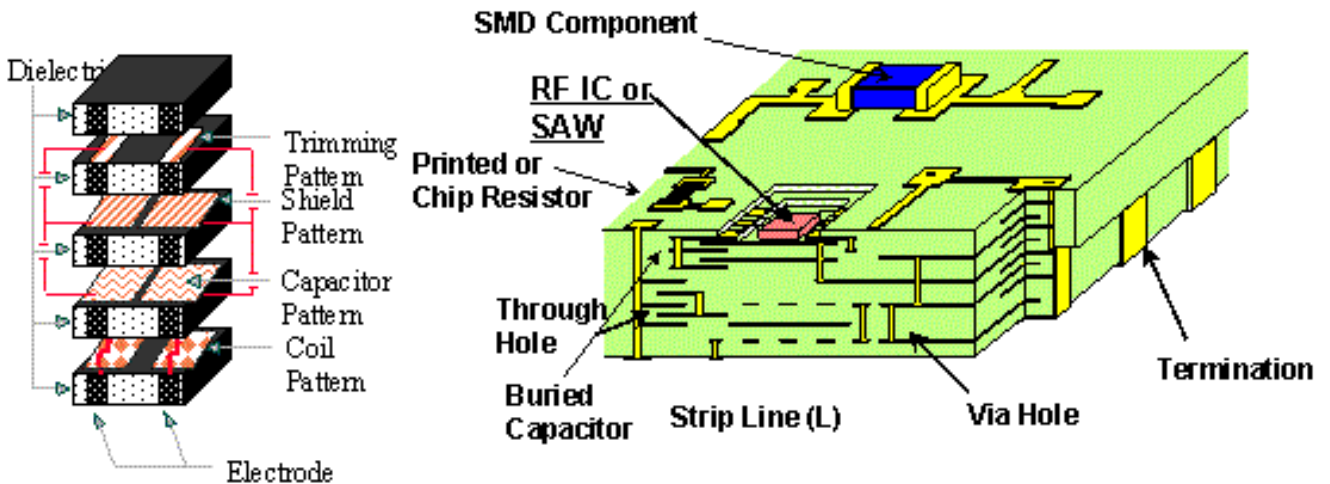 Dielectri
Trimming
Pattern
Shield
Pattern
Capacitor
Pattern
Coil
Pattern
Electrode
SMD Component
RF IC or
SAW
Printed or
Chip Resistor
Through
Hole
Buried
Capacitor
Strip Line (L)
Via Hole
Termination